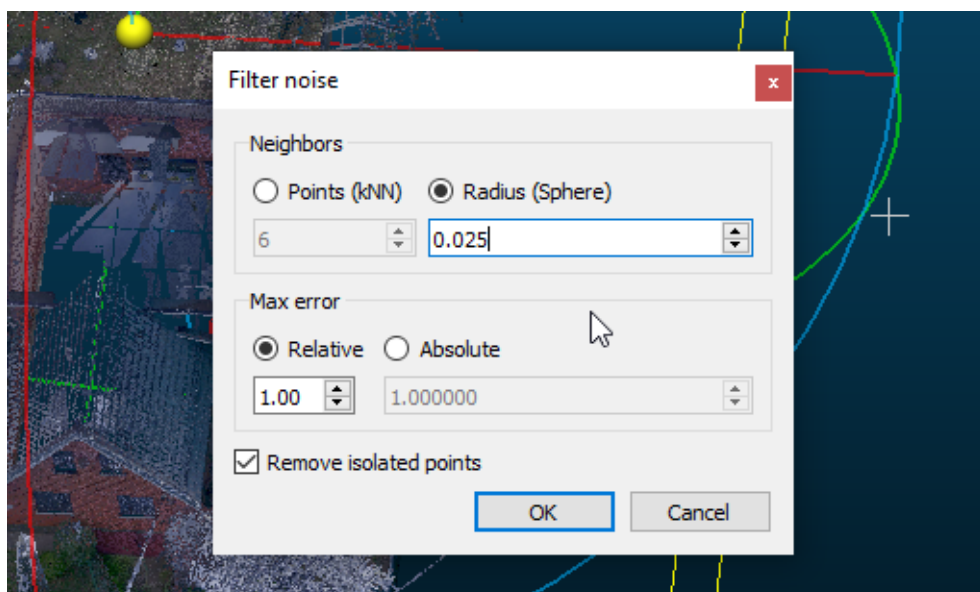 Filter noise
x
Neighbors
Points (kNN) Radius (Sphere)
6 0.025
Max error
Relative Absolute
1.00 1.000000
Remove isolated points
OK Cancel